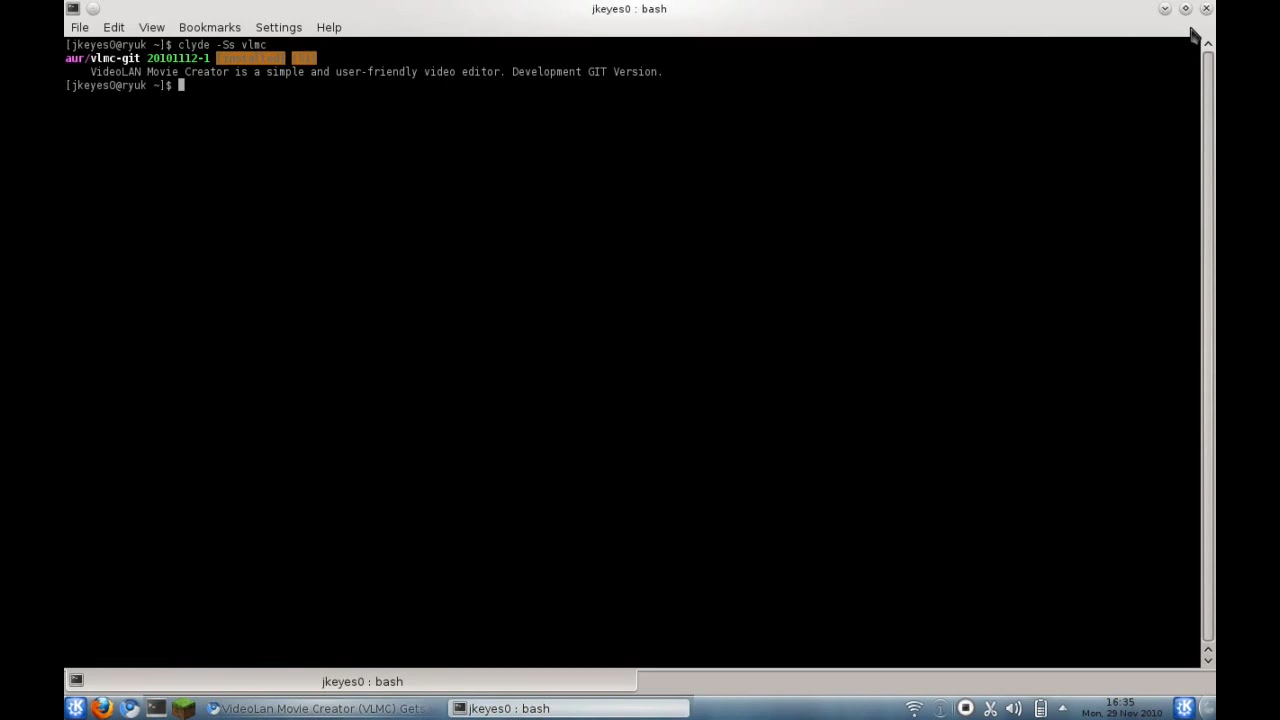 jkeyes0 : bash
File Edit View Bookmarks Settings Help
[jkeyes0@ryuk ~]$ clyde -Ss vlmc
aur/vlmc-git 20101112-1
VideoLAN Movie Creator is a simple and user-friendly video editor. Development GIT Version.
[jkeyes0@ryuk ~]$
jkeyes0 : bash
VideoLan Movie Creator (VLMC) Gets
jkeyes0 : bash
16:35
Mon, 29 Nov 2010